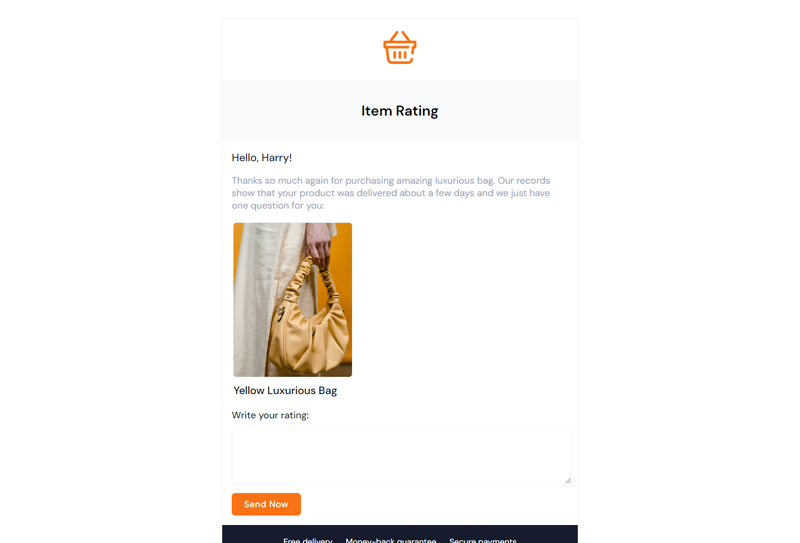 Item Rating
Hello, Harry!
Thanks so much again for purchasing amazing luxurious bag. Our records
show that your product was delivered about a few days and we just have
one question for you:
Yellow Luxurious Bag
Write your rating:
Send Now
Free delivery Money-back guarantee Secure payments